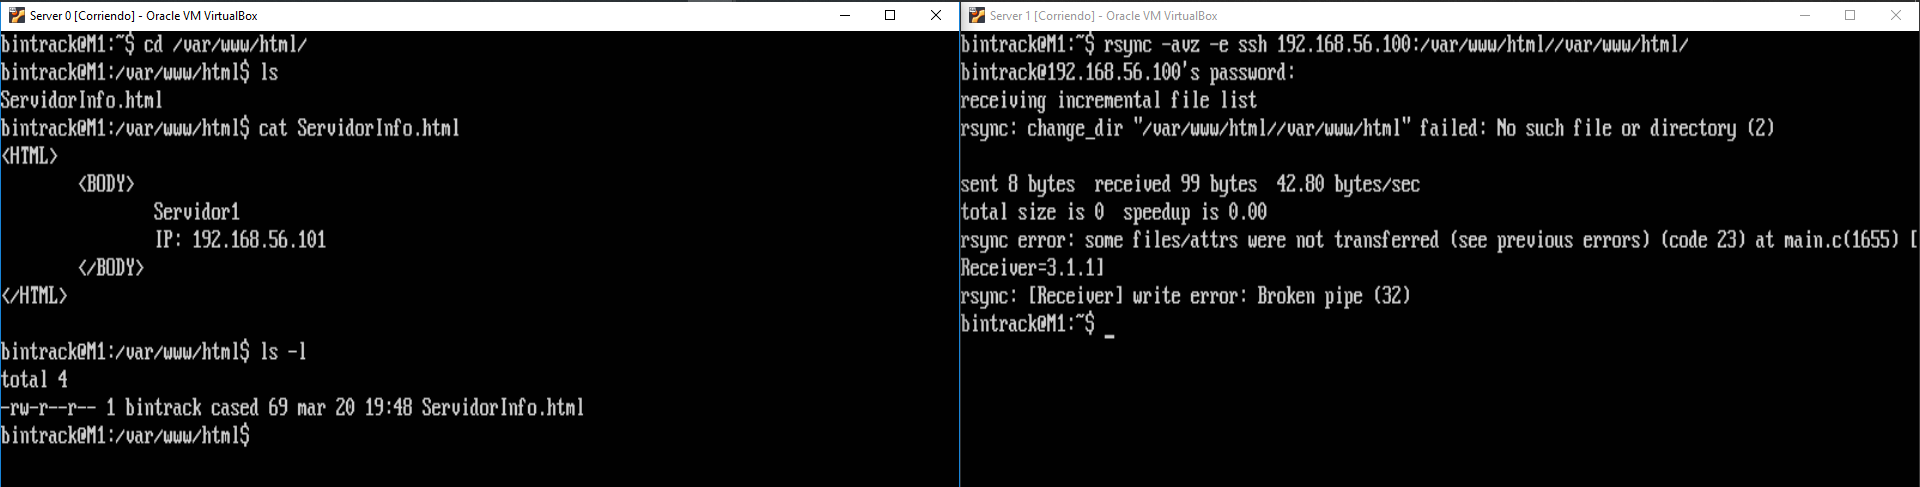 Server 0 [Corriendo] - Oracle VM VirtualBox
bintrack@M1:~$ cd /var/www/html/
bintrack@M1:/var/www/html$ ls
ServidorInfo.html
bintrack@M1:/var/www/html$ cat ServidorInfo.html
<HTML>
<BODY>
Servidor1
IP: 192.168.56.101
</BODY>
</HTML>
bintrack@M1:/var/www/html$ ls -l
total 4
-rw-r--r-- 1 bintrack cased 69 mar 20 19:48 ServidorInfo.html
bintrack@M1:/var/www/html$
Server 1 [Corriendo] - Oracle VM VirtualBox
bintrack@M1:~$ rsync -avz -e ssh 192.168.56.100:/var/www/html//var/www/html/
bintrack@192.168.56.100's password:
receiving incremental file list
rsync: change_dir "/var/www/html//var/www/html" failed: No such file or directory (2)
sent 8 bytes  received 99 bytes  42.80 bytes/sec
total size is 0  speedup is 0.00
rsync error: some files/attrs were not transferred (see previous errors) (code 23) at main.c(1655) [
Receiver=3.1.1]
rsync: [Receiver] write error: Broken pipe (32)
bintrack@M1:~$ _